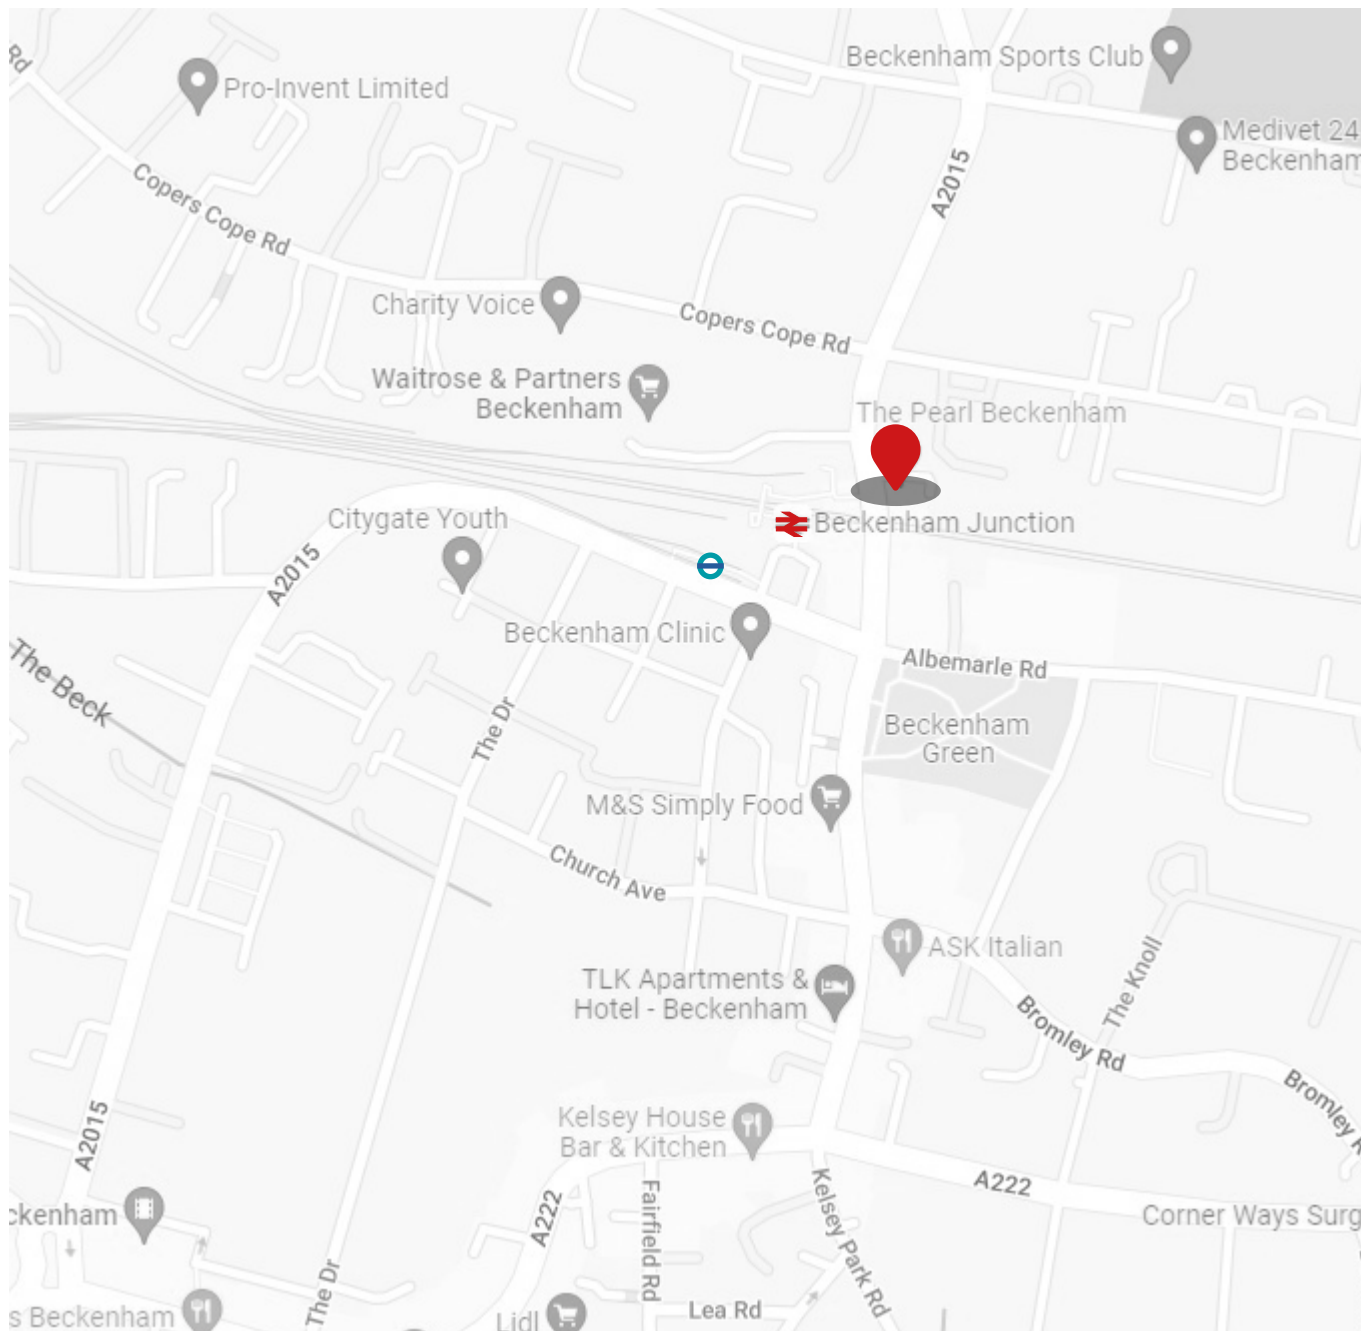 Rd
Beckenham Sports Club
Pro-Invent Limited
Medivet 24
Beckenham
A2015
Copers Cope Rd
Charity Voice
Copers Cope Rd
Waitrose & Partners
Beckenham
The Pearl Beckenham
Citygate Youth
Beckenham Junction
A2015
Beckenham Clinic
Albemarle Rd
The Beck
The Dr
Beckenham
Green
M&S Simply Food
Church Ave
ASK Italian
TLK Apartments &
Hotel - Beckenham
The Knoll
Bromley Rd
Bromley R
A2015
Kelsey House
Bar & Kitchen
A222
A222
Fairfield Rd
Kelsey Park Rd
ckenham
Corner Ways Surg
The Dr
s Beckenham
Lidl
Lea Rd